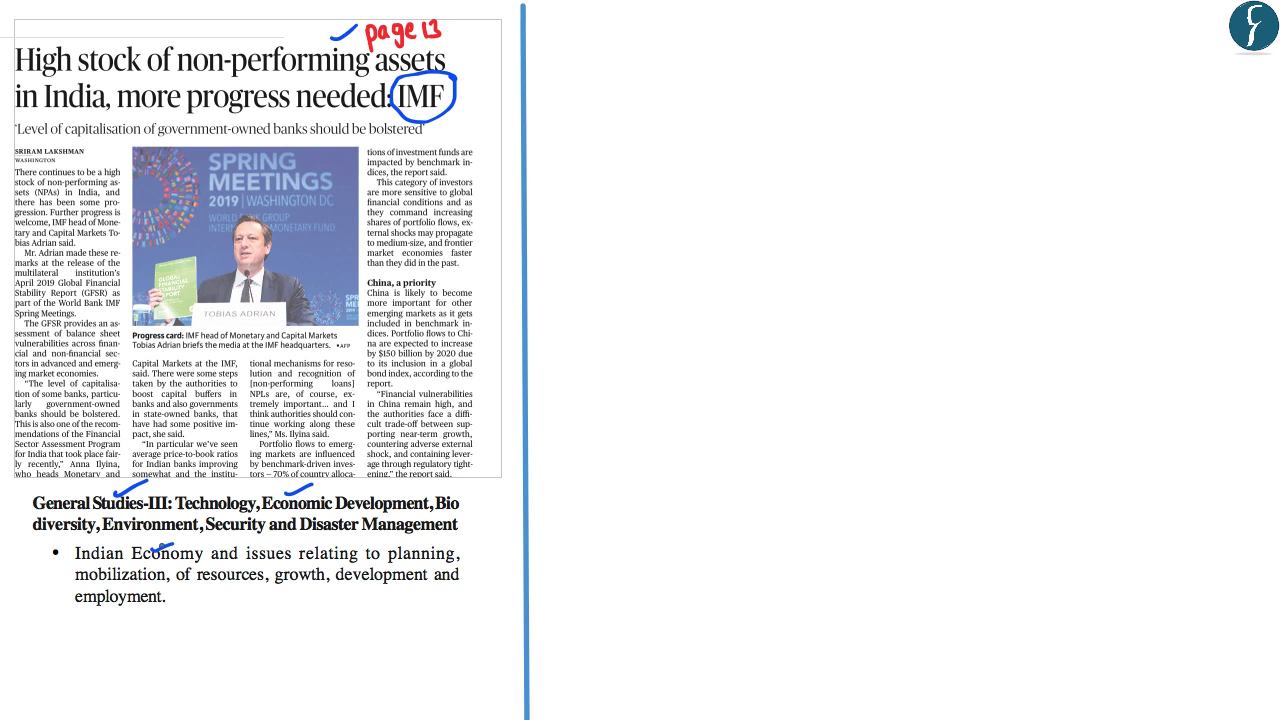 page 13
High stock of non-performing assets
in India, more progress needed: IMF
'Level of capitalisation of government-owned banks should be bolstered'
SRIRAM LAKSHMAN
WASHINGTON
There continues to be a high
stock of non-performing as-
sets (NPAs) in India, and
there has been some pro-
gression. Further progress is
welcome, IMF head of Mone-
tary and Capital Markets To-
bias Adrian said.
Mr. Adrian made these re-
marks at the release of the
multilateral institution's
April 2019 Global Financial
Stability Report (GFSR) as
part of the World Bank IMF
Spring Meetings.
The GFSR provides an as-
sessment of balance sheet
vulnerabilities across finan-
cial and non-financial sec-
tors in advanced and emerg-
ing market economies.
"The level of capitalisa-
tion of some banks, particu-
larly government-owned
banks should be bolstered.
This is also one of the recom-
mendations of the Financial
Sector Assessment Program
for India that took place fair-
ly recently," Anna Ilyina,
who heads Monetary and
SPRING
MEETINGS
2019 | WASHINGTON DC
WORLD BANK GROUP
INTERNATIONAL MONETARY FUND
GLOBAL
FINANCIAL
STABILITY
REPORT
TOBIAS ADRIAN
Progress card: IMF head of Monetary and Capital Markets
Tobias Adrian briefs the media at the IMF headquarters. •AFP
Capital Markets at the IMF,
said. There were some steps
taken by the authorities to
boost capital buffers in
banks and also governments
in state-owned banks, that
have had some positive im-
pact, she said.
"In particular we've seen
average price-to-book ratios
for Indian banks improving
somewhat and the institu-
tional mechanisms for reso-
lution and recognition of
[non-performing loans]
NPLs are, of course, ex-
tremely important... and I
think authorities should con-
tinue working along these
lines," Ms. Ilyina said.
Portfolio flows to emerg-
ing markets are influenced
by benchmark-driven inves-
tors – 70% of country alloca-
tions of investment funds are
impacted by benchmark in-
dices, the report said.
This category of investors
are more sensitive to global
financial conditions and as
they command increasing
shares of portfolio flows, ex-
ternal shocks may propagate
to medium-size, and frontier
market economies faster
than they did in the past.
China, a priority
China is likely to become
more important for other
emerging markets as it gets
included in benchmark in-
dices. Portfolio flows to Chi-
na are expected to increase
by $150 billion by 2020 due
to its inclusion in a global
bond index, according to the
report.
"Financial vulnerabilities
in China remain high, and
the authorities face a diffi-
cult trade-off between sup-
porting near-term growth,
countering adverse external
shock, and containing lever-
age through regulatory tight-
ening," the report said.
General Studies-III: Technology, Economic Development, Bio
diversity, Environment, Security and Disaster Management
• Indian Economy and issues relating to planning,
mobilization, of resources, growth, development and
employment.